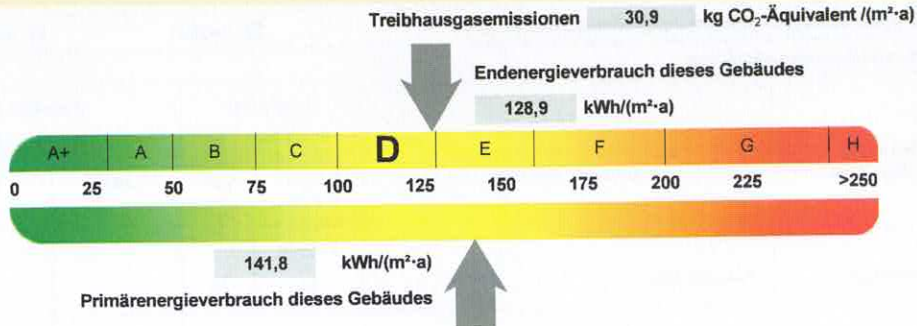 Treibhausgasemissionen 30,9 kg CO₂-Äquivalent /(m²·a)
Endenergieverbrauch dieses Gebäudes
128,9 kWh/(m²·a)
A+ A B C D E F G H
0 25 50 75 100 125 150 175 200 225 >250
141,8 kWh/(m²·a)
Primärenergieverbrauch dieses Gebäudes